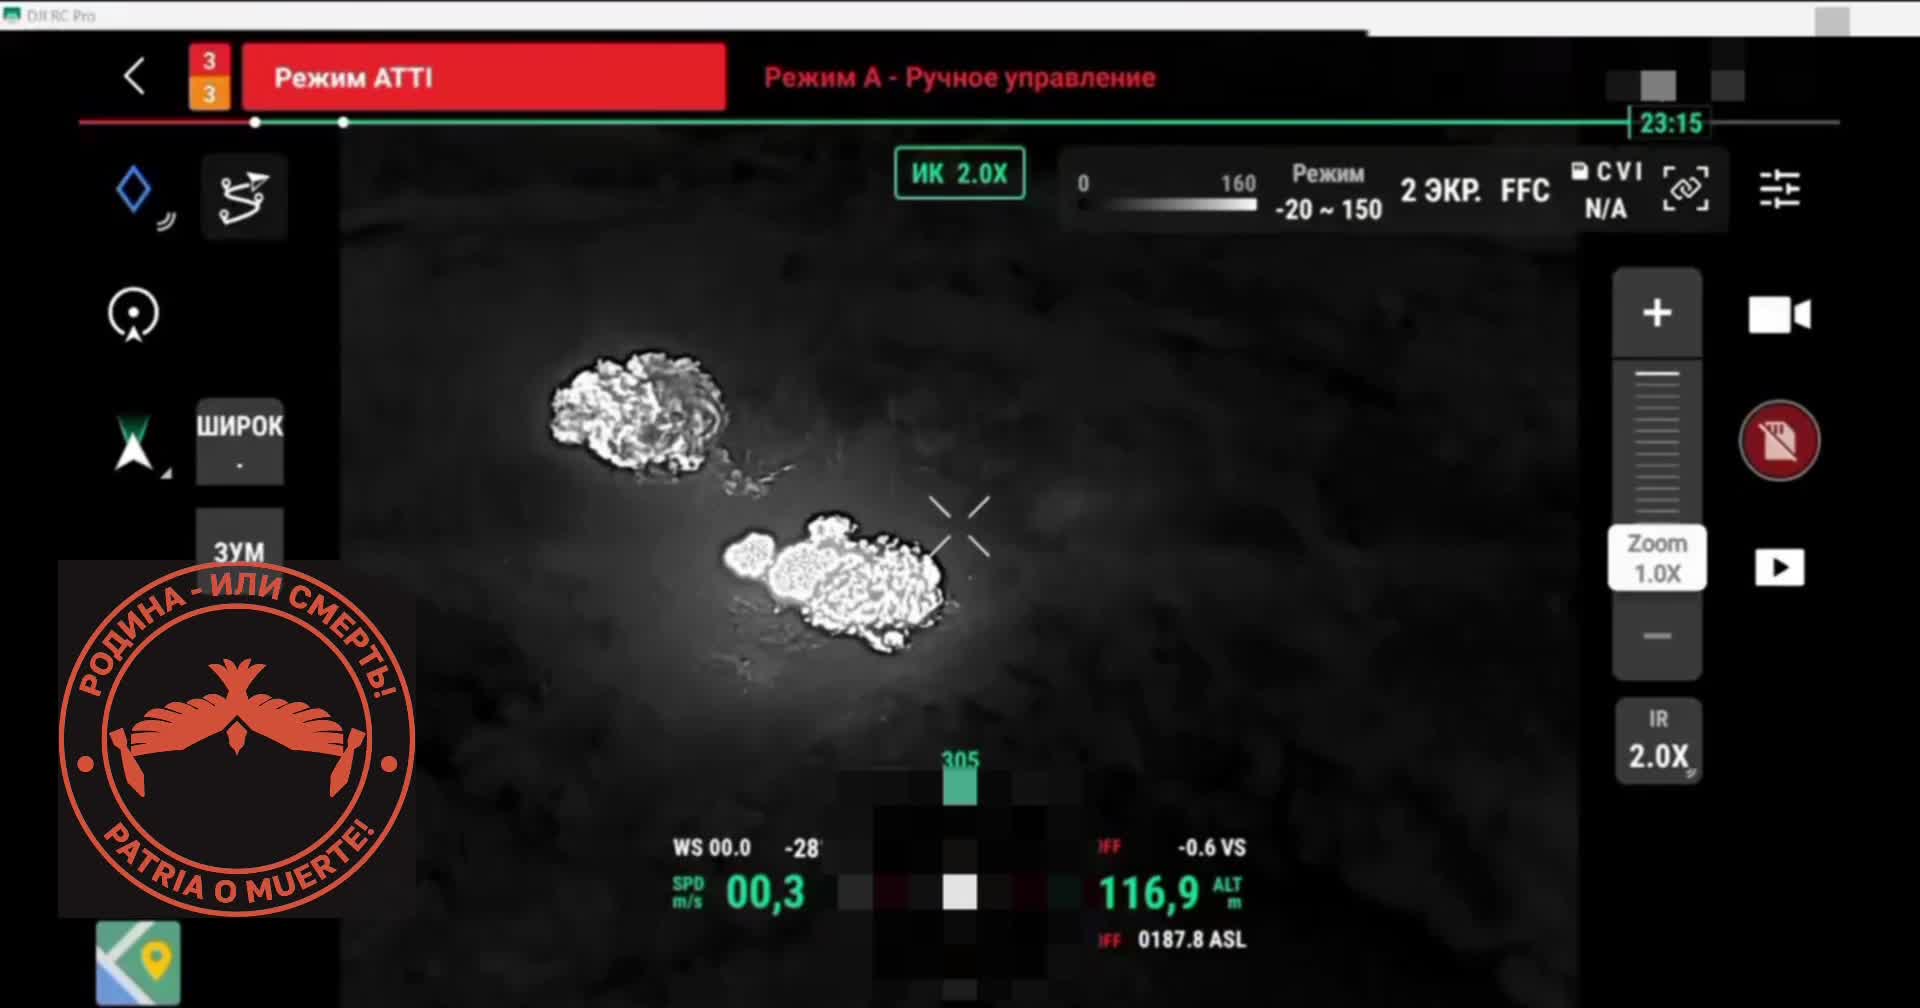 DJI RC Pro
3
3
Режим ATTI
Режим A - Ручное управление
23:15
ИК 2.0X
0
160
Режим
-20 ~ 150
2 ЭКР.
FFC
CVI
N/A
ШИРОК
ЗУМ
Zoom
1.0X
IR
2.0X
РОДИНА - ИЛИ СМЕРТЬ!
PATRIA O MUERTE!
305
WS 00.0
-28
SPD
m/s
00,3
-0.6 VS
116,9
ALT
m
0187.8 ASL